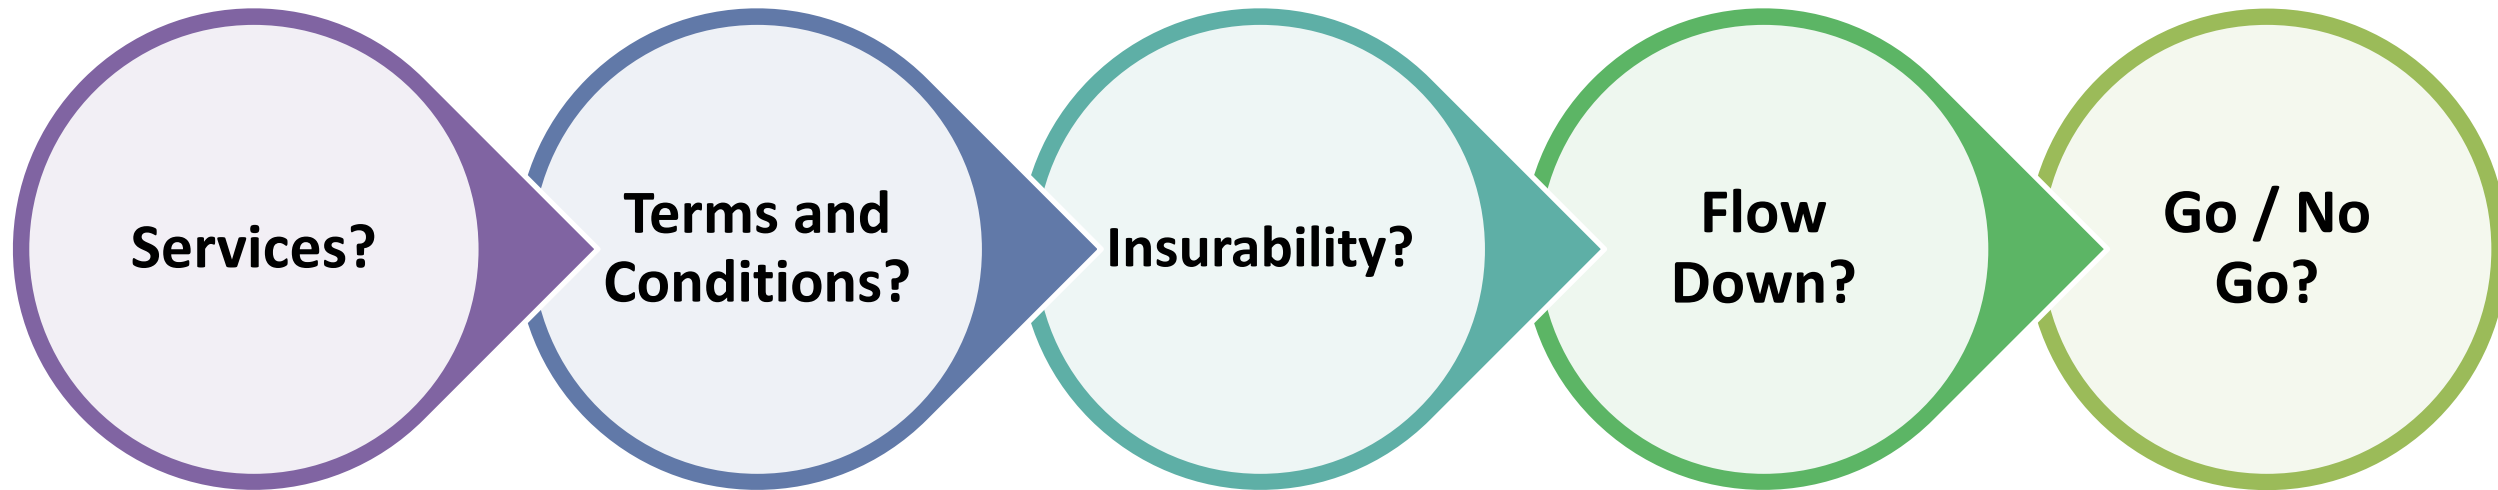 Services?
Terms and
Conditions?
Insurability?
Flow
Down?
Go / No
Go?